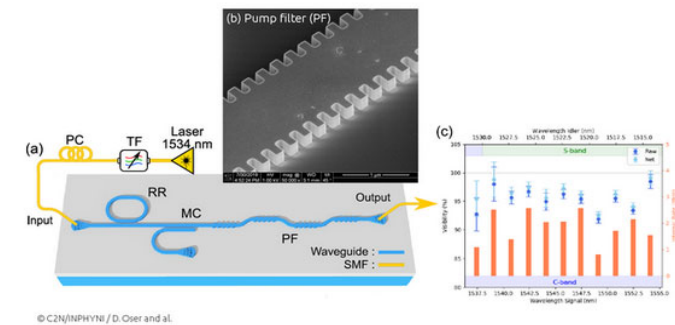 (b) Pump filter (PF)
(a)
PC
TF
Laser
1534 nm
RR
MC
PF
Input
Output
Waveguide :
SMF :
(c)
Wavelength Idler (nm)
1530.0 1527.5 1525.0 1522.5 1520.0 1517.5 1515.0
S-band
Raw
Net
105
100
95
90
85
80
Visibility (%)
C-band
1537.5 1540.0 1542.5 1545.0 1547.5 1550.0 1552.5 1555.0
Wavelength Signal (nm)
© C2N/INPHYNI / D. Oser and al.